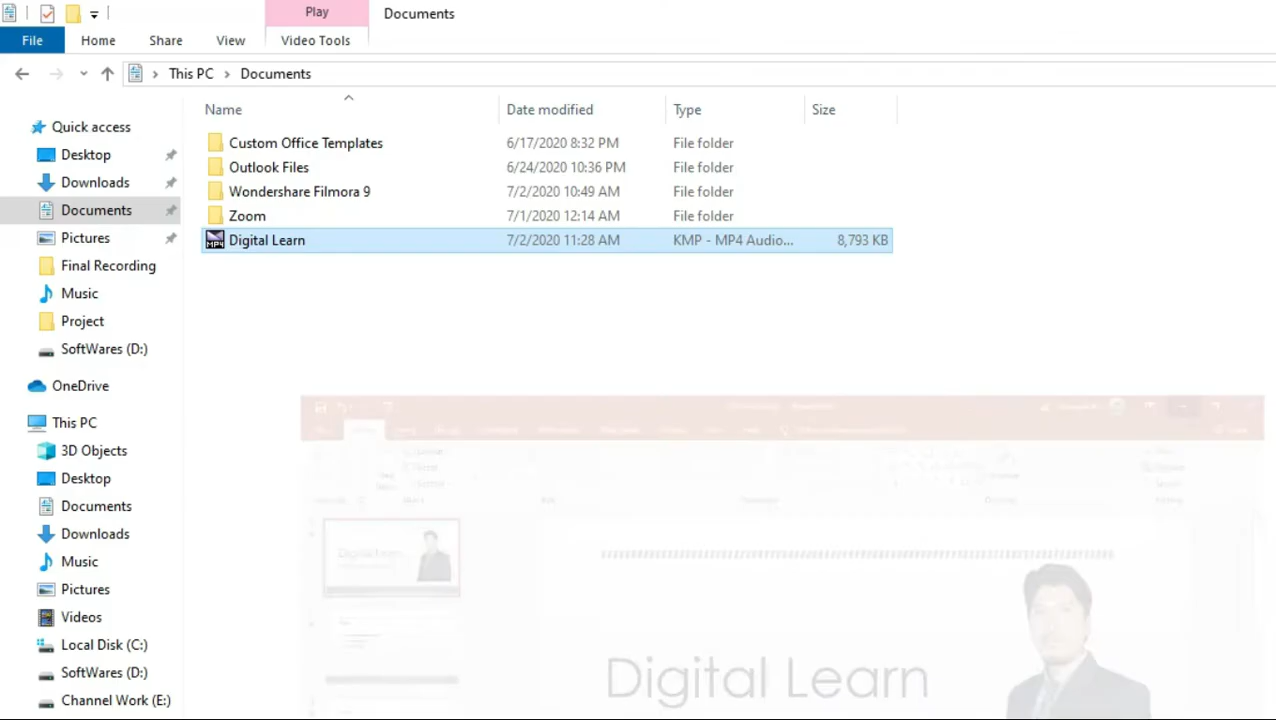 Play
Documents
File
Home
Share
View
Video Tools
This PC
Documents
Name
Date modified
Type
Size
Quick access
Desktop
Downloads
Documents
Pictures
Final Recording
Music
Project
SoftWares (D:)
OneDrive
This PC
3D Objects
Desktop
Documents
Downloads
Music
Pictures
Videos
Local Disk (C:)
SoftWares (D:)
Channel Work (E:)
Custom Office Templates 6/17/2020 8:32 PM File folder
Outlook Files 6/24/2020 10:36 PM File folder
Wondershare Filmora 9 7/2/2020 10:49 AM File folder
Zoom 7/1/2020 12:14 AM File folder
MP4 Digital Learn 7/2/2020 11:28 AM KMP - MP4 Audio... 8,793 KB
Digital Learn
Digital Learn